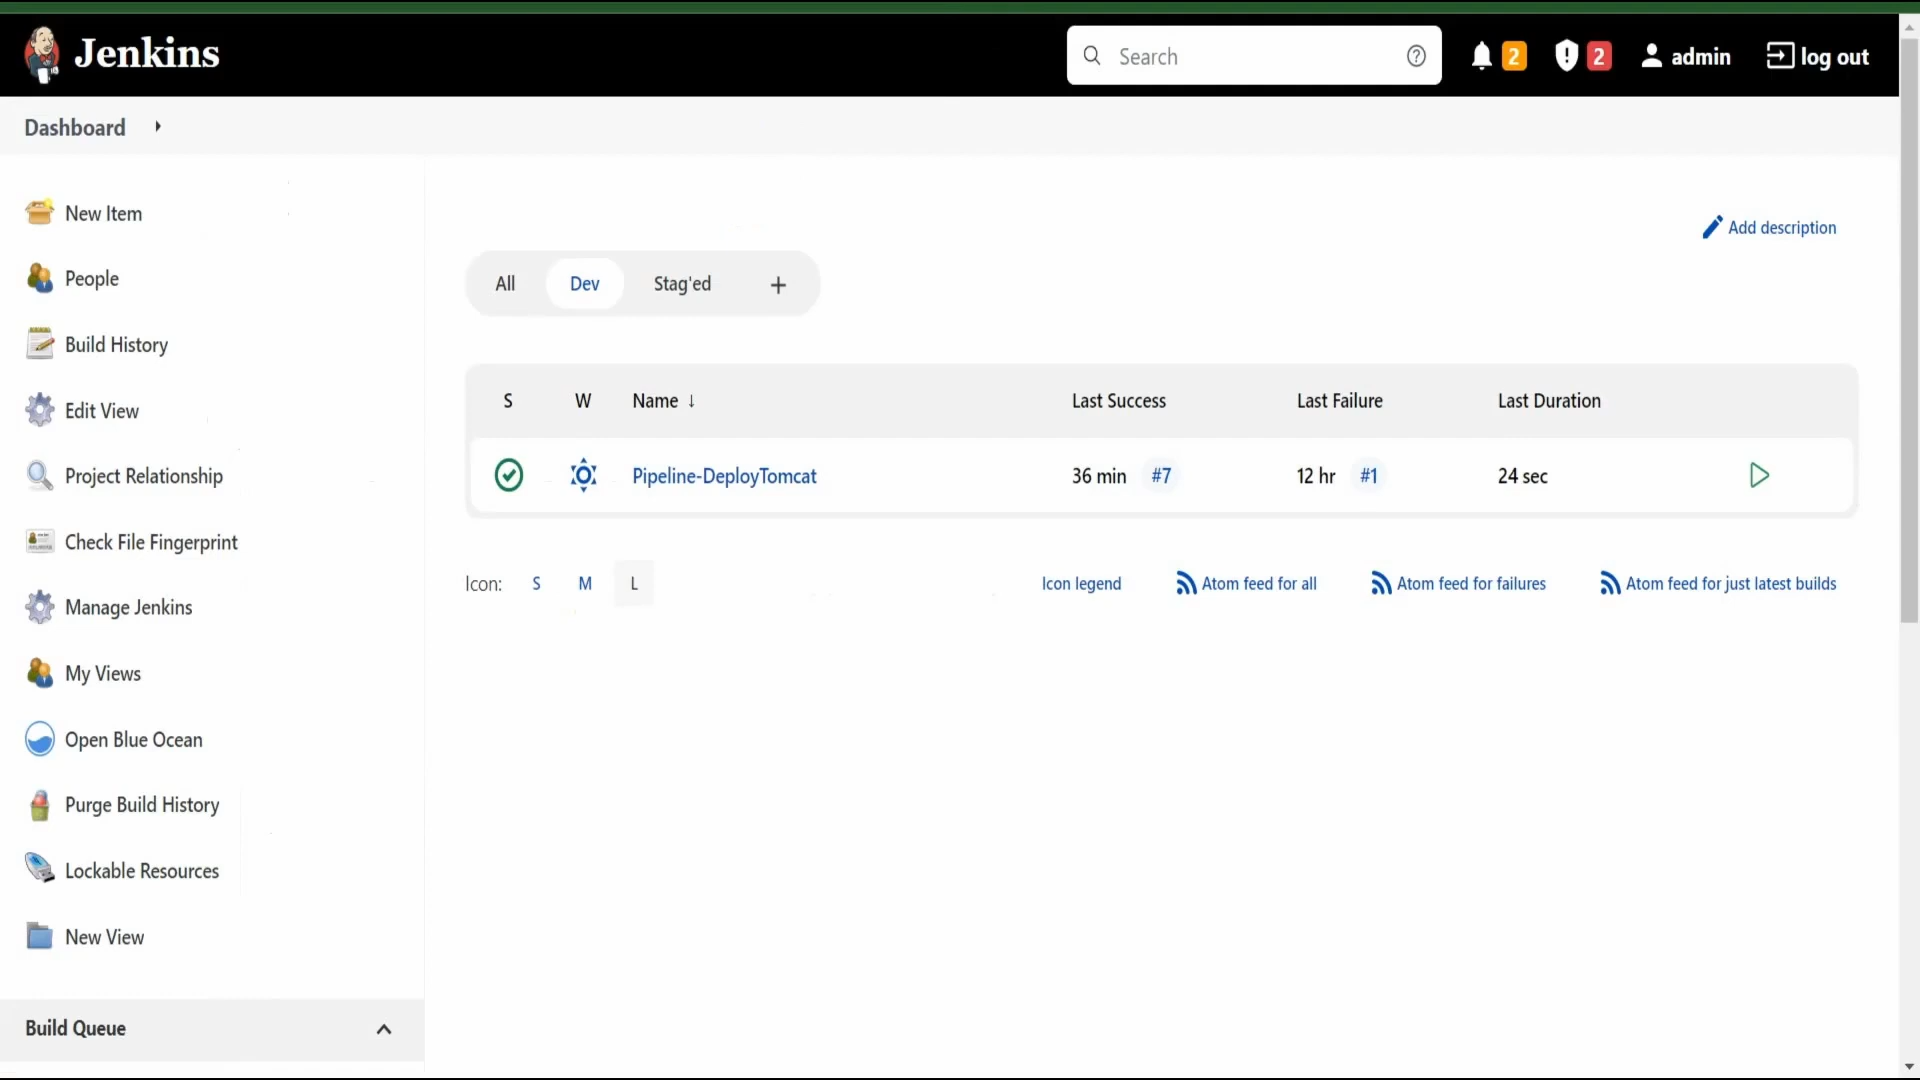 Jenkins
Search
2
2
admin
log out
Dashboard
New Item
People
Build History
Edit View
Project Relationship
Check File Fingerprint
Manage Jenkins
My Views
Open Blue Ocean
Purge Build History
Lockable Resources
New View
Build Queue
Add description
All Dev Stag'ed +
S W Name ↓ Last Success Last Failure Last Duration
Pipeline-DeployTomcat 36 min #7 12 hr #1 24 sec
Icon: S M L Icon legend Atom feed for all Atom feed for failures Atom feed for just latest builds